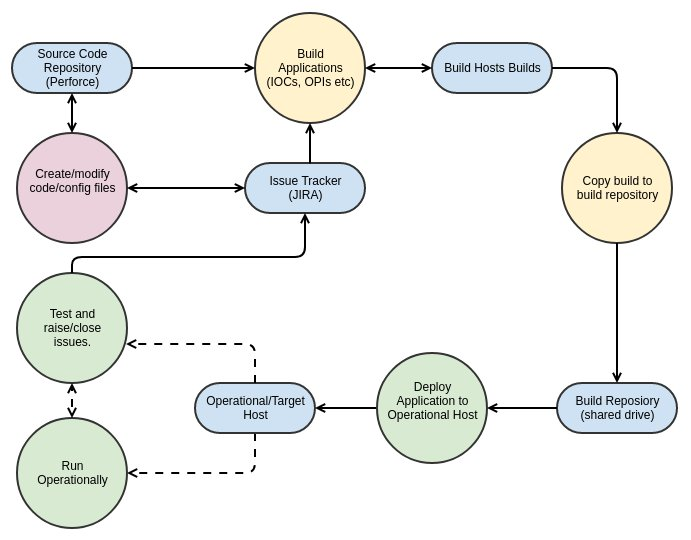 Source Code
Repository
(Perforce)
Build
Applications
(IOCs, OPIs etc)
Build Hosts Builds
Create/modify
code/config files
Issue Tracker
(JIRA)
Copy build to
build repository
Test and
raise/close
issues.
Operational/Target
Host
Deploy
Application to
Operational Host
Build Reposiory
(shared drive)
Run
Operationally